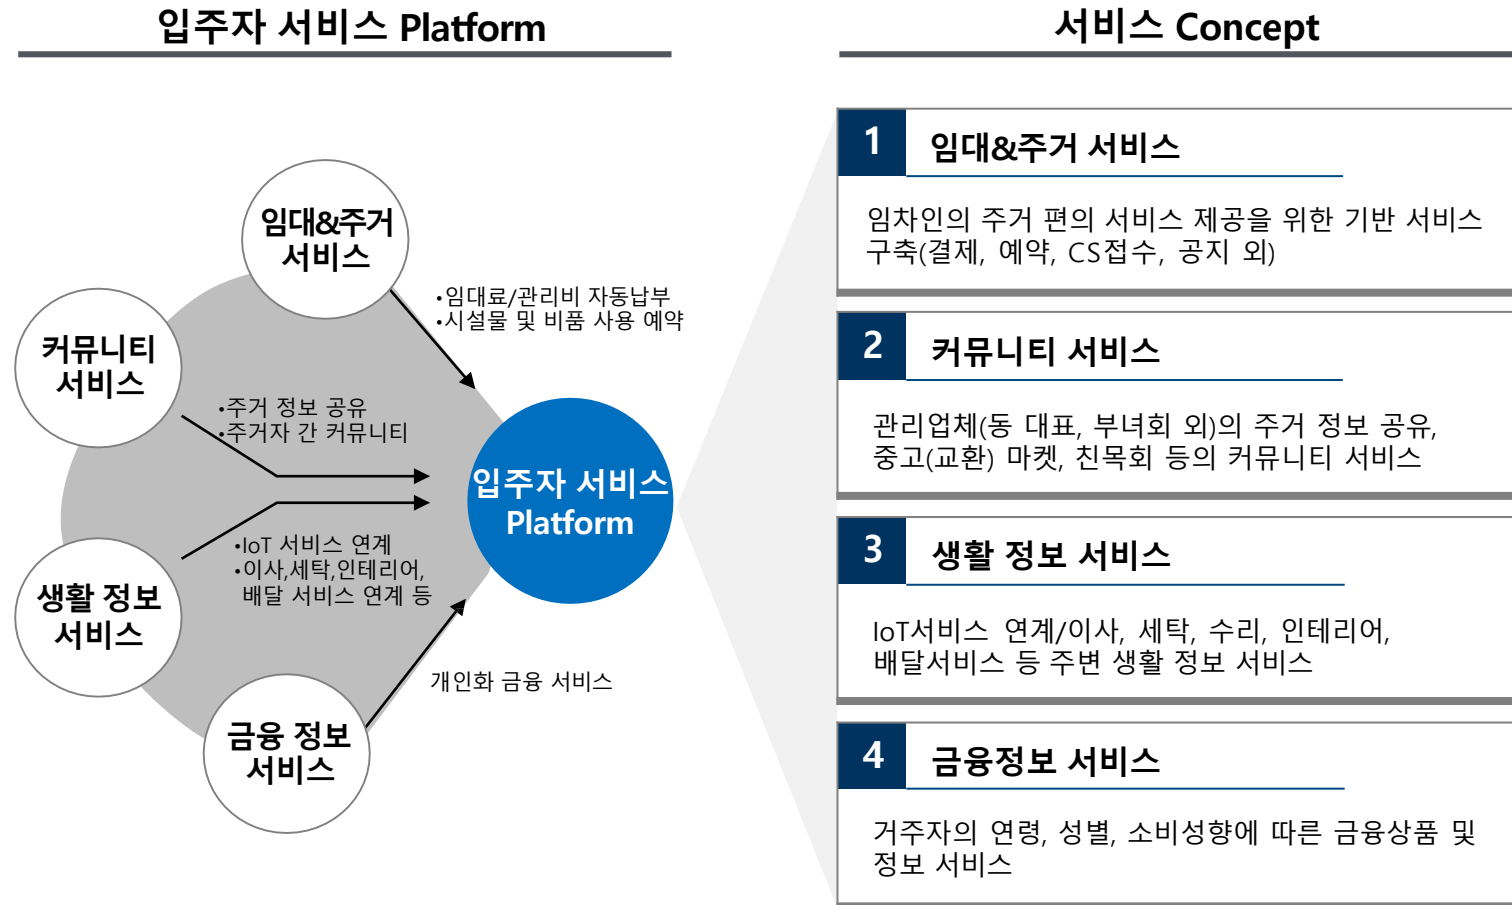 입주자 서비스 Platform
임대&주거
서비스
•임대료/관리비 자동납부
•시설물 및 비품 사용 예약
커뮤니티
서비스
•주거 정보 공유
•주거자 간 커뮤니티
입주자 서비스
Platform
•IoT 서비스 연계
•이사,세탁,인테리어,
배달 서비스 연계 등
생활 정보
서비스
개인화 금융 서비스
금융 정보
서비스
서비스 Concept
1 임대&주거 서비스
임차인의 주거 편의 서비스 제공을 위한 기반 서비스
구축(결제, 예약, CS접수, 공지 외)
2 커뮤니티 서비스
관리업체(동 대표, 부녀회 외)의 주거 정보 공유,
중고(교환) 마켓, 친목회 등의 커뮤니티 서비스
3 생활 정보 서비스
IoT서비스 연계/이사, 세탁, 수리, 인테리어,
배달서비스 등 주변 생활 정보 서비스
4 금융정보 서비스
거주자의 연령, 성별, 소비성향에 따른 금융상품 및
정보 서비스